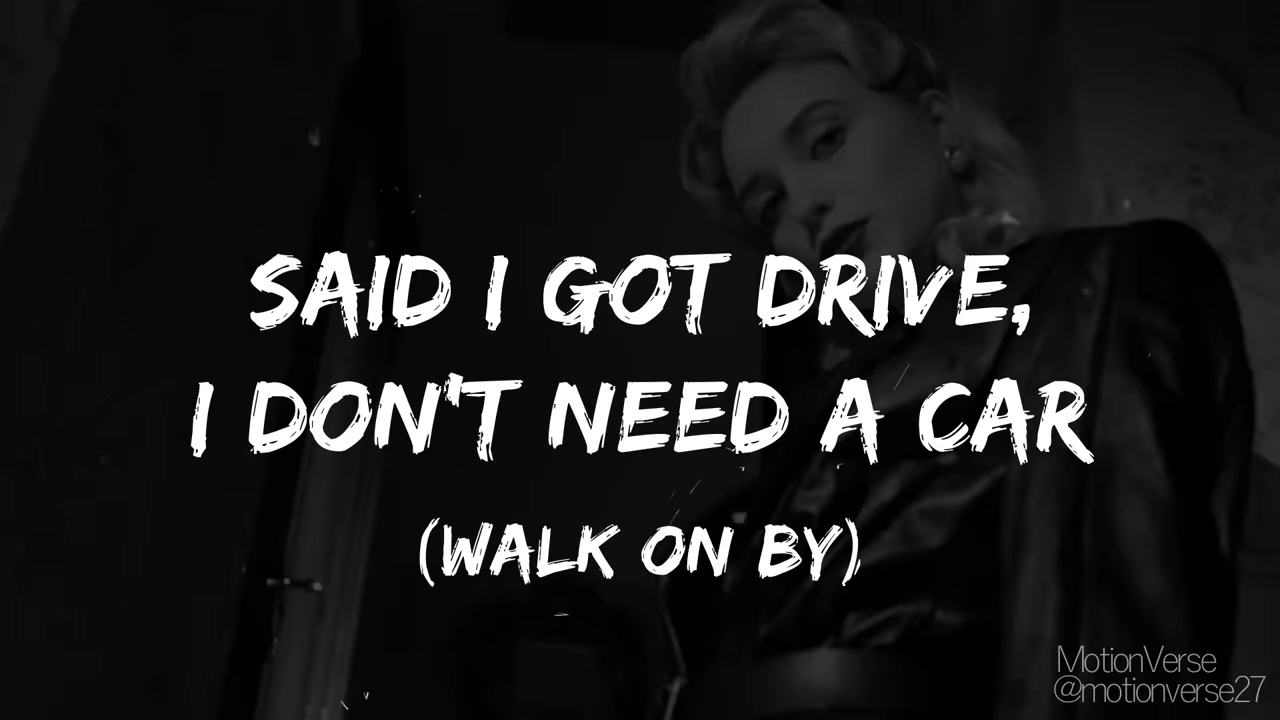 SAID I GOT DRIVE,
I DON'T NEED A CAR
(WALK ON BY)
MotionVerse
@motionverse27